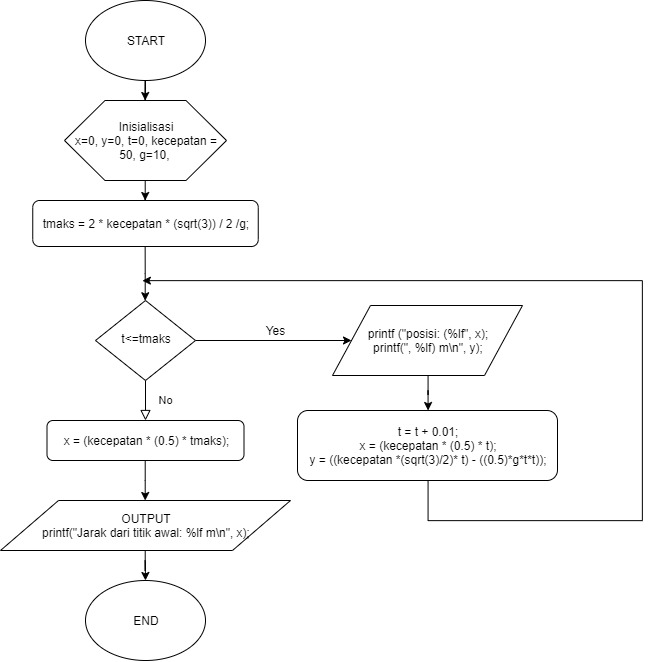 START
Inisialisasi
x=0, y=0, t=0, kecepatan =
50, g=10,
tmaks = 2 * kecepatan * (sqrt(3)) / 2 /g;
t<=tmaks
Yes
printf ("posisi: (%lf", x);
printf(", %lf) m\n", y);
No
t = t + 0.01;
x = (kecepatan * (0.5) * t);
y = ((kecepatan *(sqrt(3)/2)* t) - ((0.5)*g*t*t));
x = (kecepatan * (0.5) * tmaks);
OUTPUT
printf("Jarak dari titik awal: %lf m\n", x);
END